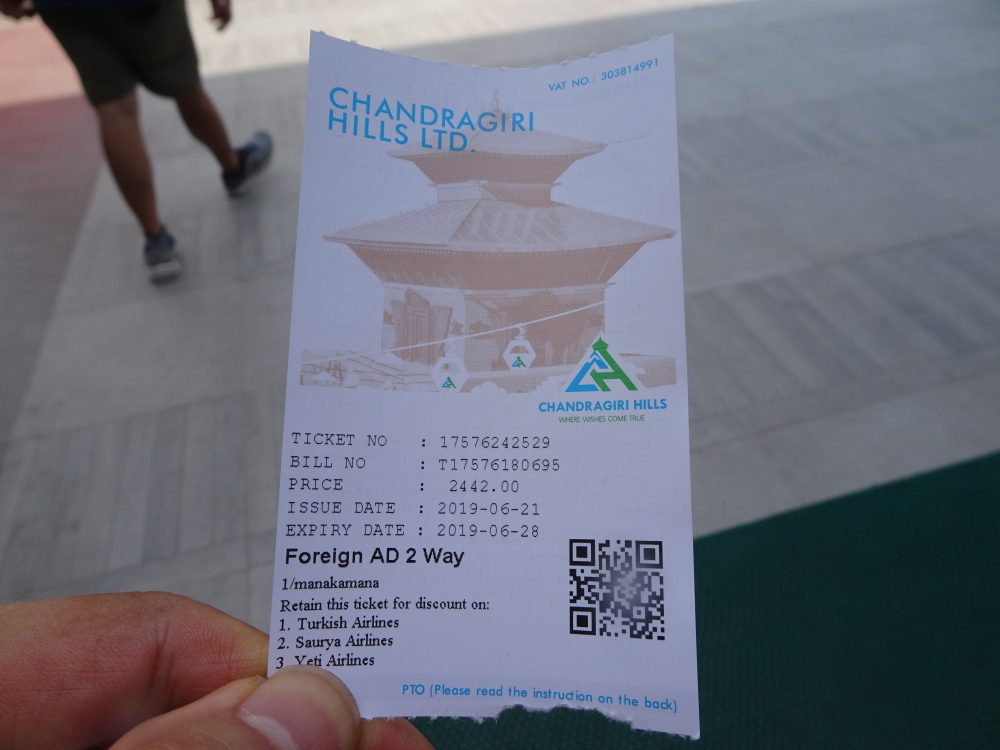 VAT NO.: 303814991
CHANDRAGIRI
HILLS LTD.
CHANDRAGIRI HILLS
WHERE WISHES COME TRUE
TICKET NO : 17576242529
BILL NO : T17576180695
PRICE : 2442.00
ISSUE DATE : 2019-06-21
EXPIRY DATE : 2019-06-28
Foreign AD 2 Way
1/manakamana
Retain this ticket for discount on:
1. Turkish Airlines
2. Saurya Airlines
3 Yeti Airlines
PTO (Please read the instruction on the back)